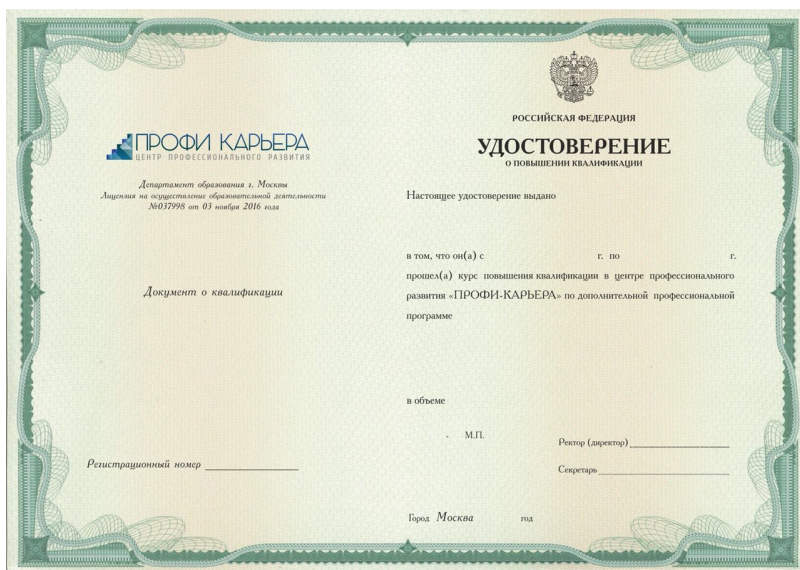 ПРОФИ КАРЬЕРА
ЦЕНТР ПРОФЕССИОНАЛЬНОГО РАЗВИТИЯ
Департамент образования г. Москвы
Лицензия на осуществление образовательной деятельности
№037998 от 03 ноября 2016 года
Документ о квалификации
Регистрационный номер
РОССИЙСКАЯ ФЕДЕРАЦИЯ
УДОСТОВЕРЕНИЕ
О ПОВЫШЕНИИ КВАЛИФИКАЦИИ
Настоящее удостоверение выдано
в том, что он(а) с г. по г.
прошел(а) курс повышения квалификации в центре профессионального
развития «ПРОФИ-КАРЬЕРА» по дополнительной профессиональной
программе
в объеме
М.П.
Ректор (директор)
Секретарь
Город Москва год